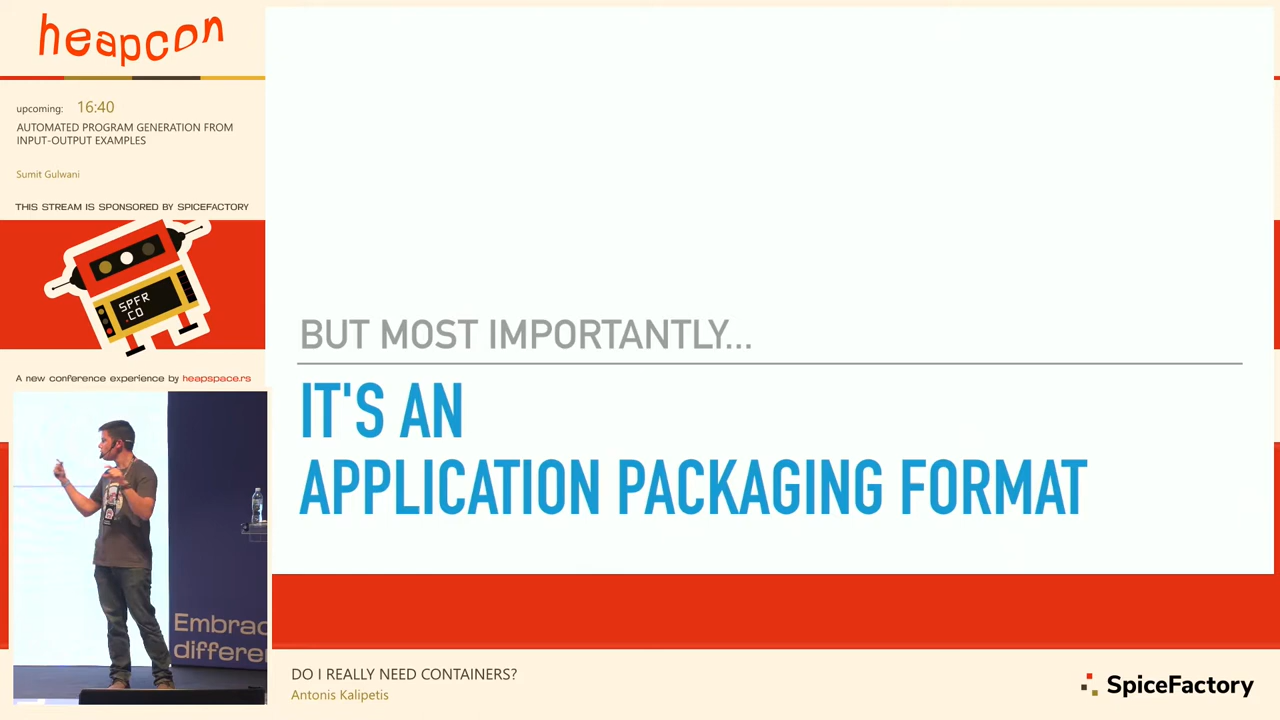 heapcon
upcoming: 16:40
AUTOMATED PROGRAM GENERATION FROM
INPUT-OUTPUT EXAMPLES
Sumit Gulwani
THIS STREAM IS SPONSORED BY SPICEFACTORY
SPFR
.CO
A new conference experience by heapspace.rs
Embrac
differe
BUT MOST IMPORTANTLY...
IT'S AN
APPLICATION PACKAGING FORMAT
DO I REALLY NEED CONTAINERS?
Antonis Kalipetis
SpiceFactory